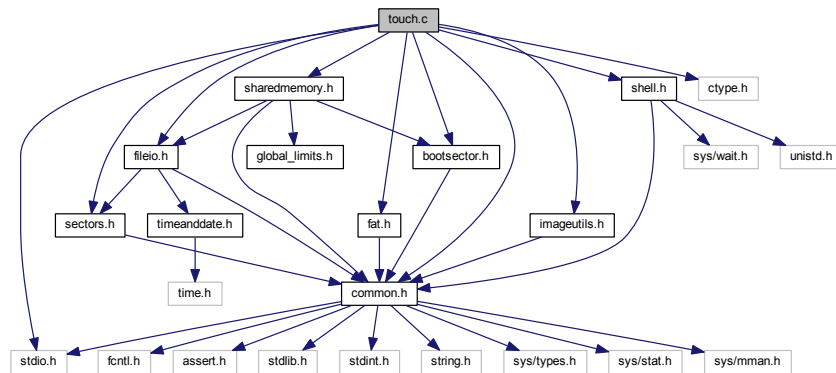 touch.c
sharedmemory.h
shell.h
ctype.h
fileio.h
global_limits.h
bootsector.h
sys/wait.h
unistd.h
sectors.h
timeanddate.h
fat.h
imageutils.h
time.h
common.h
stdio.h
fcntl.h
assert.h
stdlib.h
stdint.h
string.h
sys/types.h
sys/stat.h
sys/mman.h